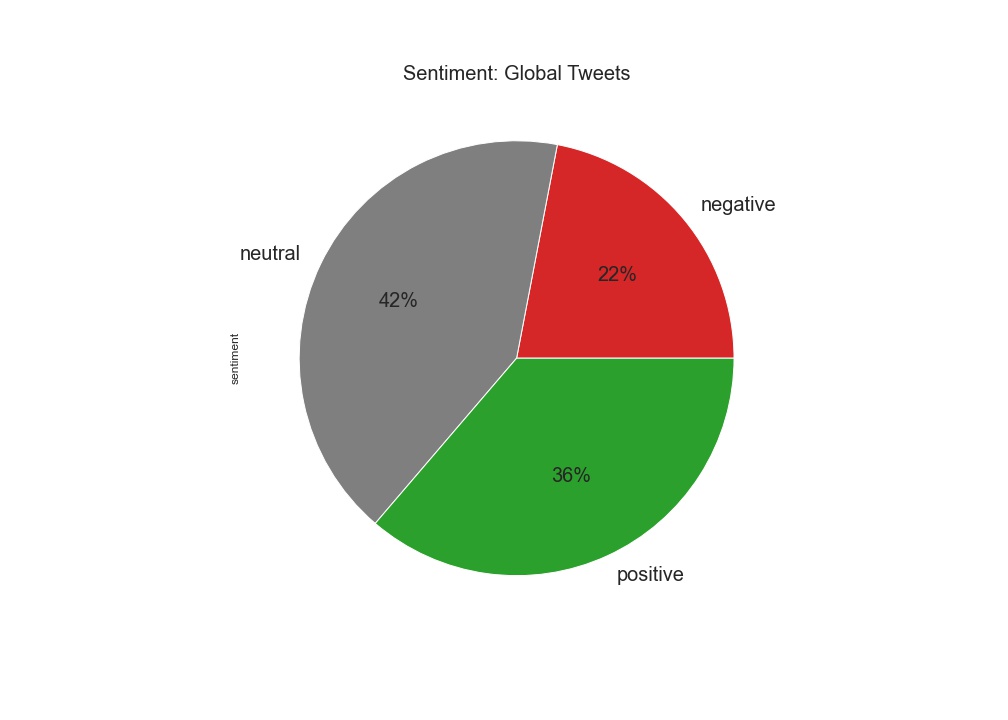 Sentiment: Global Tweets
negative
22%
neutral
42%
sentiment
36%
positive